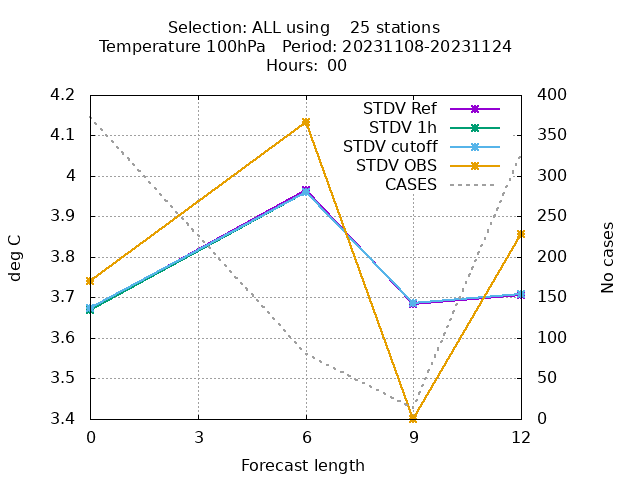 Selection: ALL using    25 stations
Temperature 100hPa   Period: 20231108-20231124
Hours:  00
4.2
4.1
4
3.9
3.8
3.7
3.6
3.5
3.4
400
350
300
250
200
150
100
50
0
STDV Ref
STDV 1h
STDV cutoff
STDV OBS
CASES
deg C
No cases
0 3 6 9 12
Forecast length